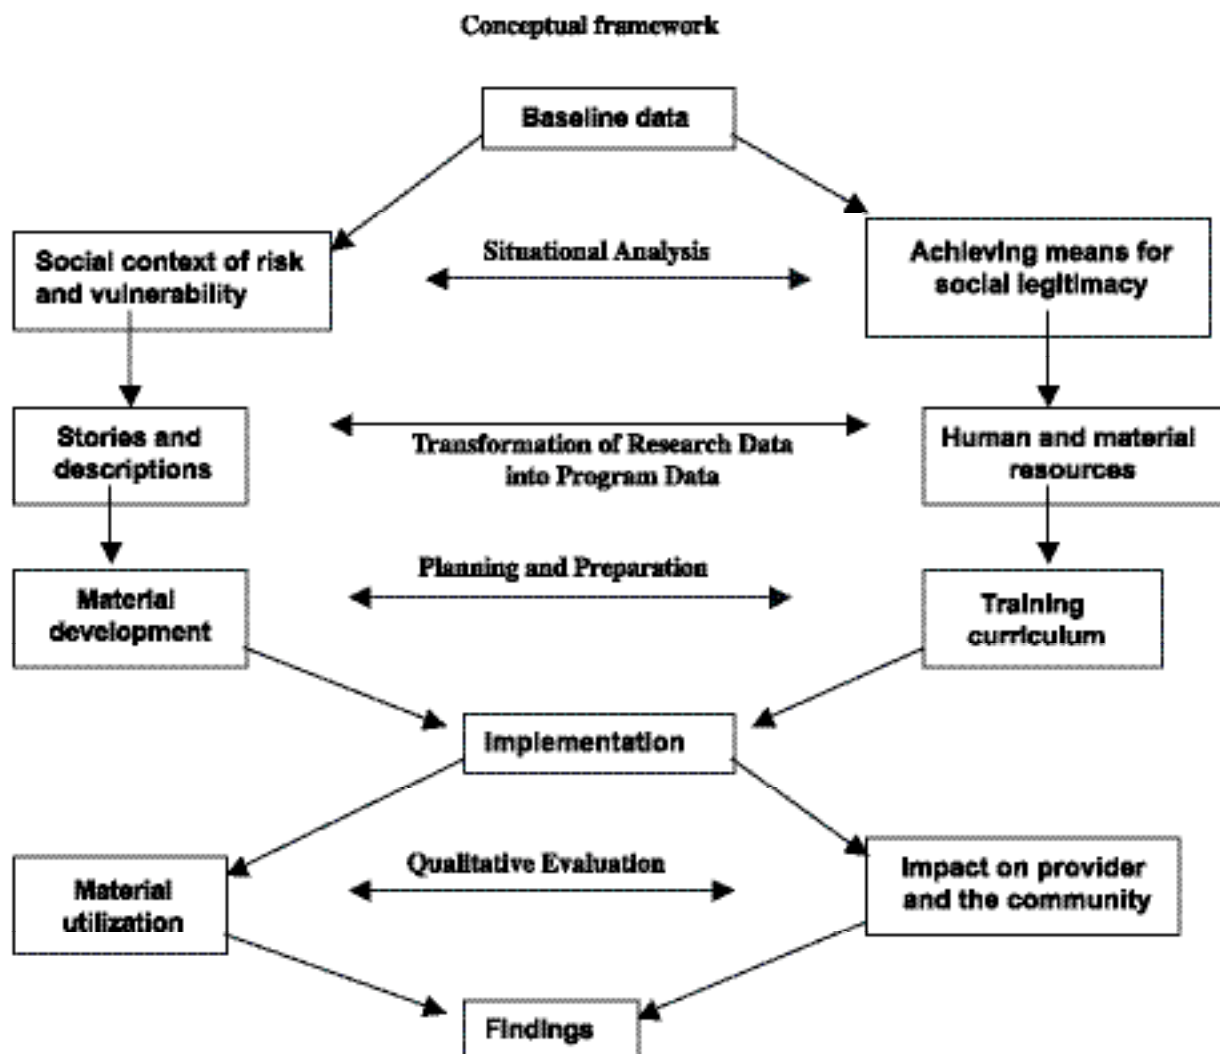 Conceptual framework
Baseline data
Social context of risk
and vulnerability
Situational Analysis
Achieving means for
social legitimacy
Stories and
descriptions
Transformation of Research Data
into Program Data
Human and material
resources
Material
development
Planning and Preparation
Training
curriculum
Implementation
Material
utilization
Qualitative Evaluation
Impact on provider
and the community
Findings